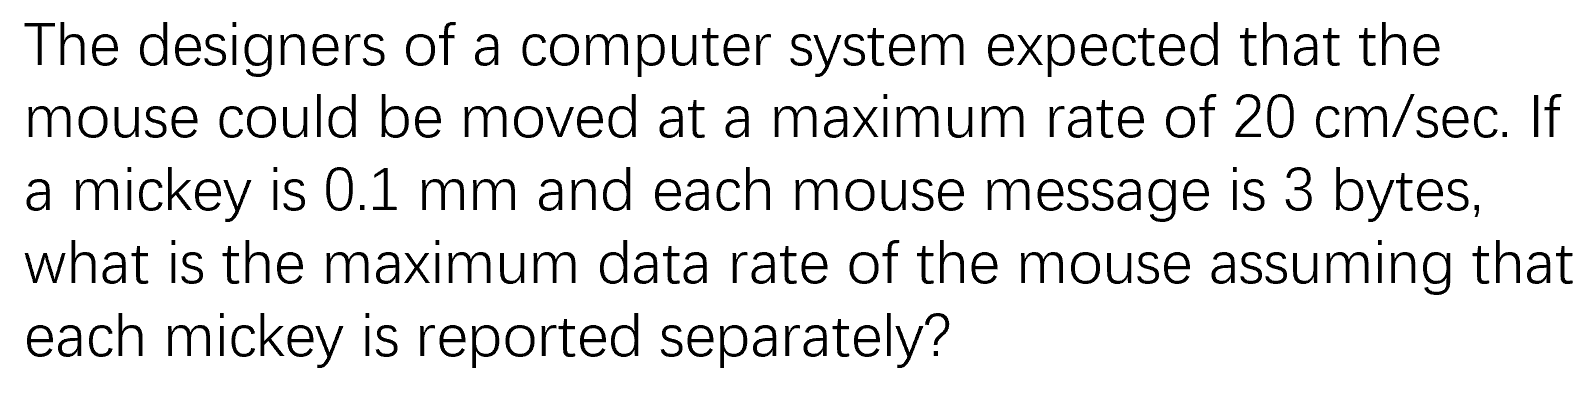 The designers of a computer system expected that the
mouse could be moved at a maximum rate of 20 cm/sec. If
a mickey is 0.1 mm and each mouse message is 3 bytes,
what is the maximum data rate of the mouse assuming that
each mickey is reported separately?